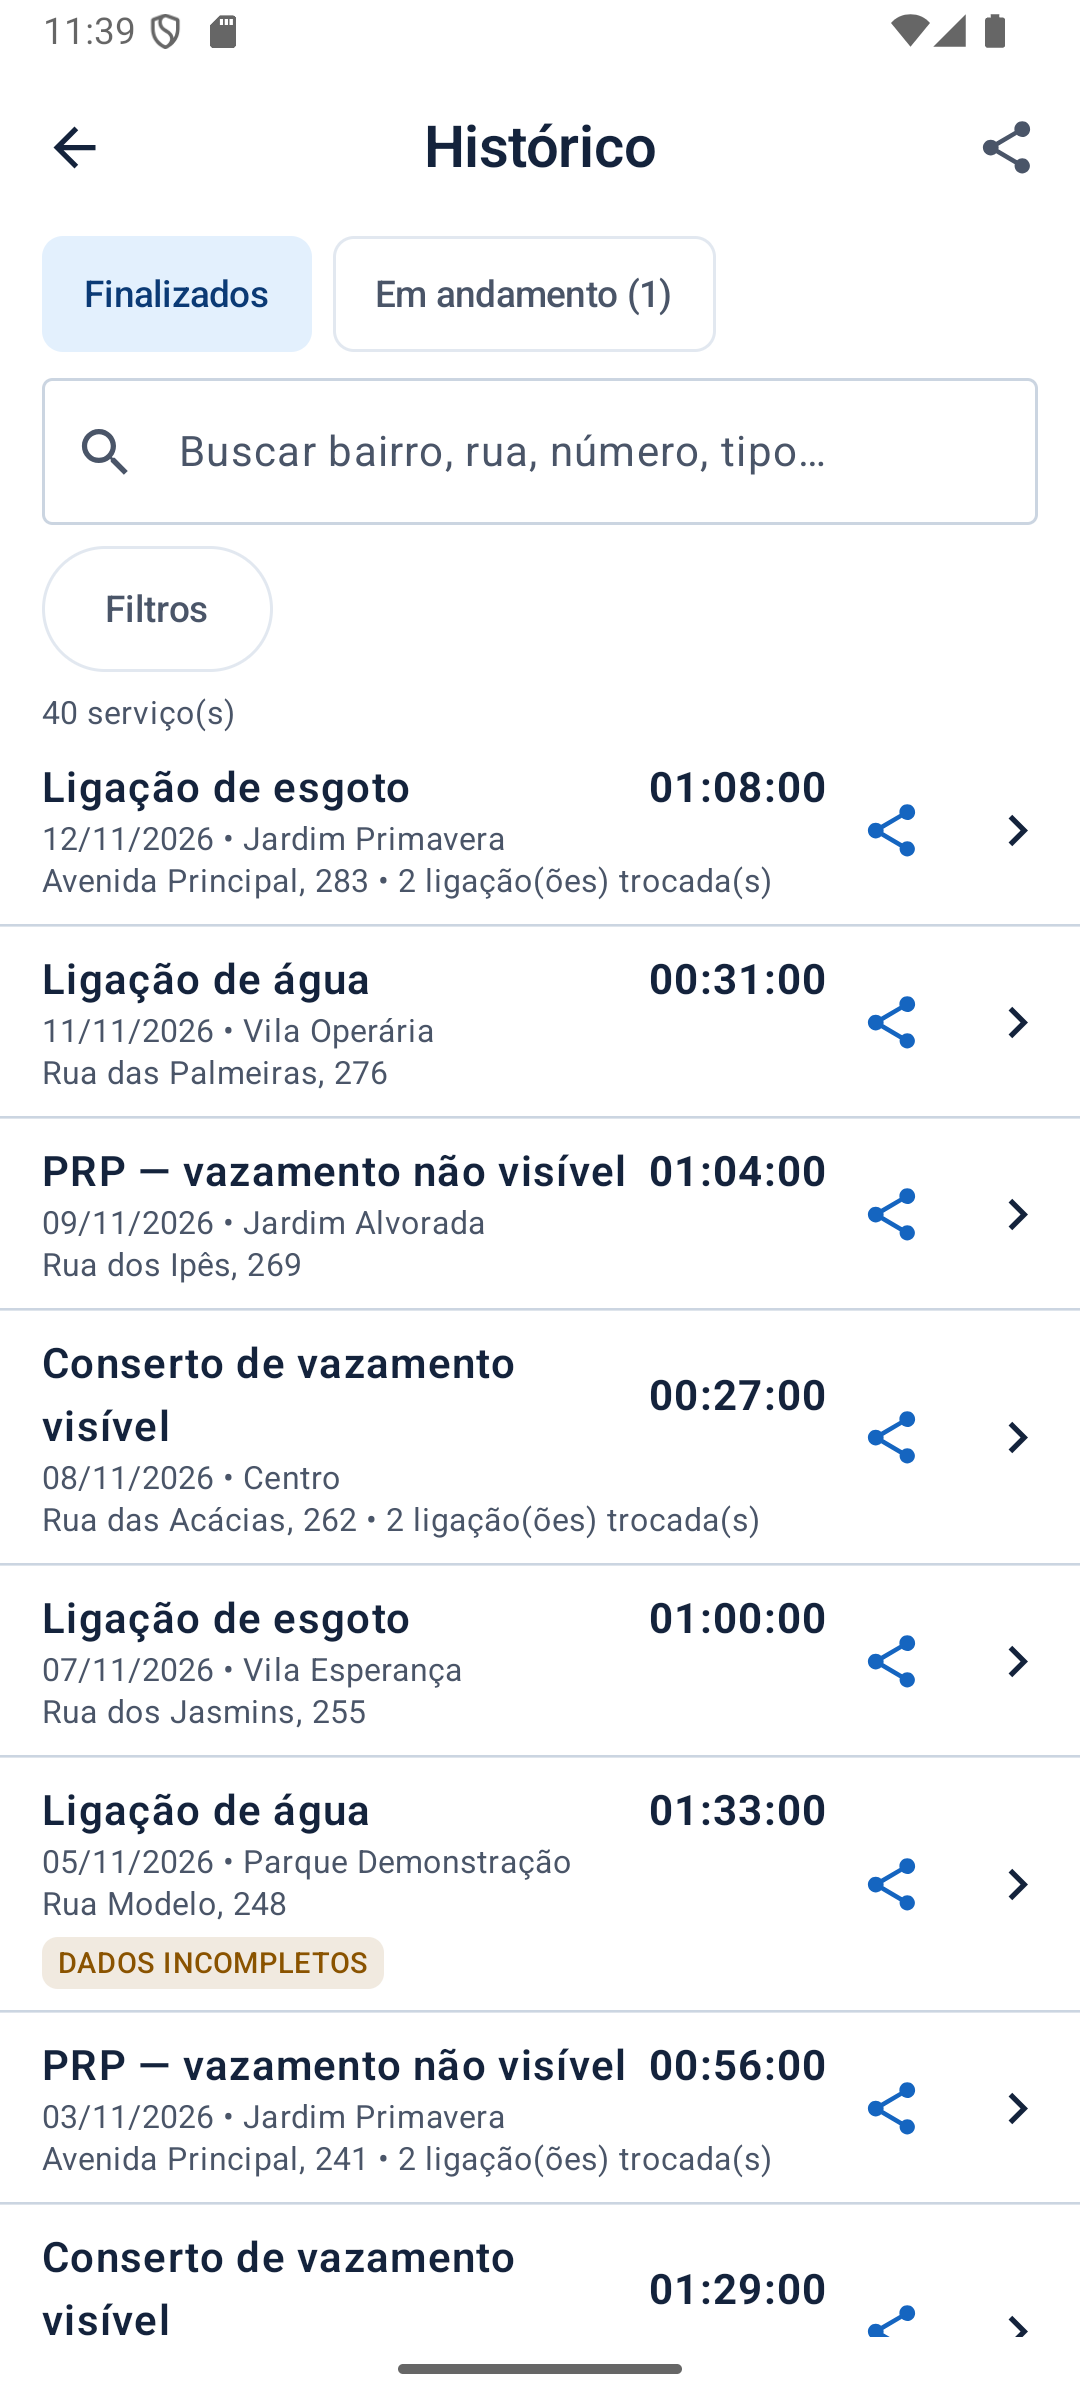 11:39
Histórico
Finalizados
Em andamento (1)
Buscar bairro, rua, número, tipo...
Filtros
40 serviço(s)
Ligação de esgoto 01:08:00
12/11/2026 • Jardim Primavera
Avenida Principal, 283 • 2 ligação(ões) trocada(s)
Ligação de água 00:31:00
11/11/2026 • Vila Operária
Rua das Palmeiras, 276
PRP — vazamento não visível 01:04:00
09/11/2026 • Jardim Alvorada
Rua dos Ipês, 269
Conserto de vazamento
visível
00:27:00
08/11/2026 • Centro
Rua das Acácias, 262 • 2 ligação(ões) trocada(s)
Ligação de esgoto 01:00:00
07/11/2026 • Vila Esperança
Rua dos Jasmins, 255
Ligação de água 01:33:00
05/11/2026 • Parque Demonstração
Rua Modelo, 248
DADOS INCOMPLETOS
PRP — vazamento não visível 00:56:00
03/11/2026 • Jardim Primavera
Avenida Principal, 241 • 2 ligação(ões) trocada(s)
Conserto de vazamento
visível
01:29:00